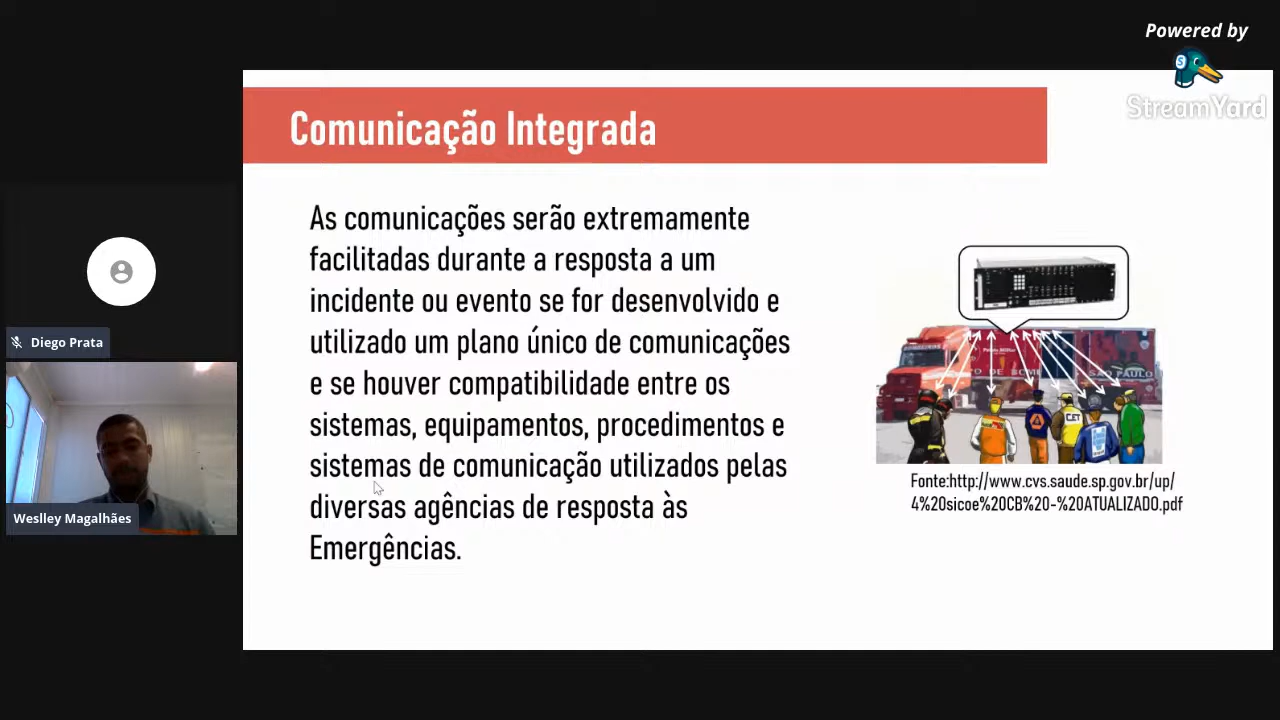 Powered by
StreamYard
Comunicação Integrada
As comunicações serão extremamente
facilitadas durante a resposta a um
incidente ou evento se for desenvolvido e
utilizado um plano único de comunicações
e se houver compatibilidade entre os
sistemas, equipamentos, procedimentos e
sistemas de comunicação utilizados pelas
diversas agências de resposta às
Emergências.
SÃO PAULO
CET
Fonte:http://www.cvs.saude.sp.gov.br/up/
4%20sicoe%20CB%20-%20ATUALIZADO.pdf
Diego Prata
Weslley Magalhães